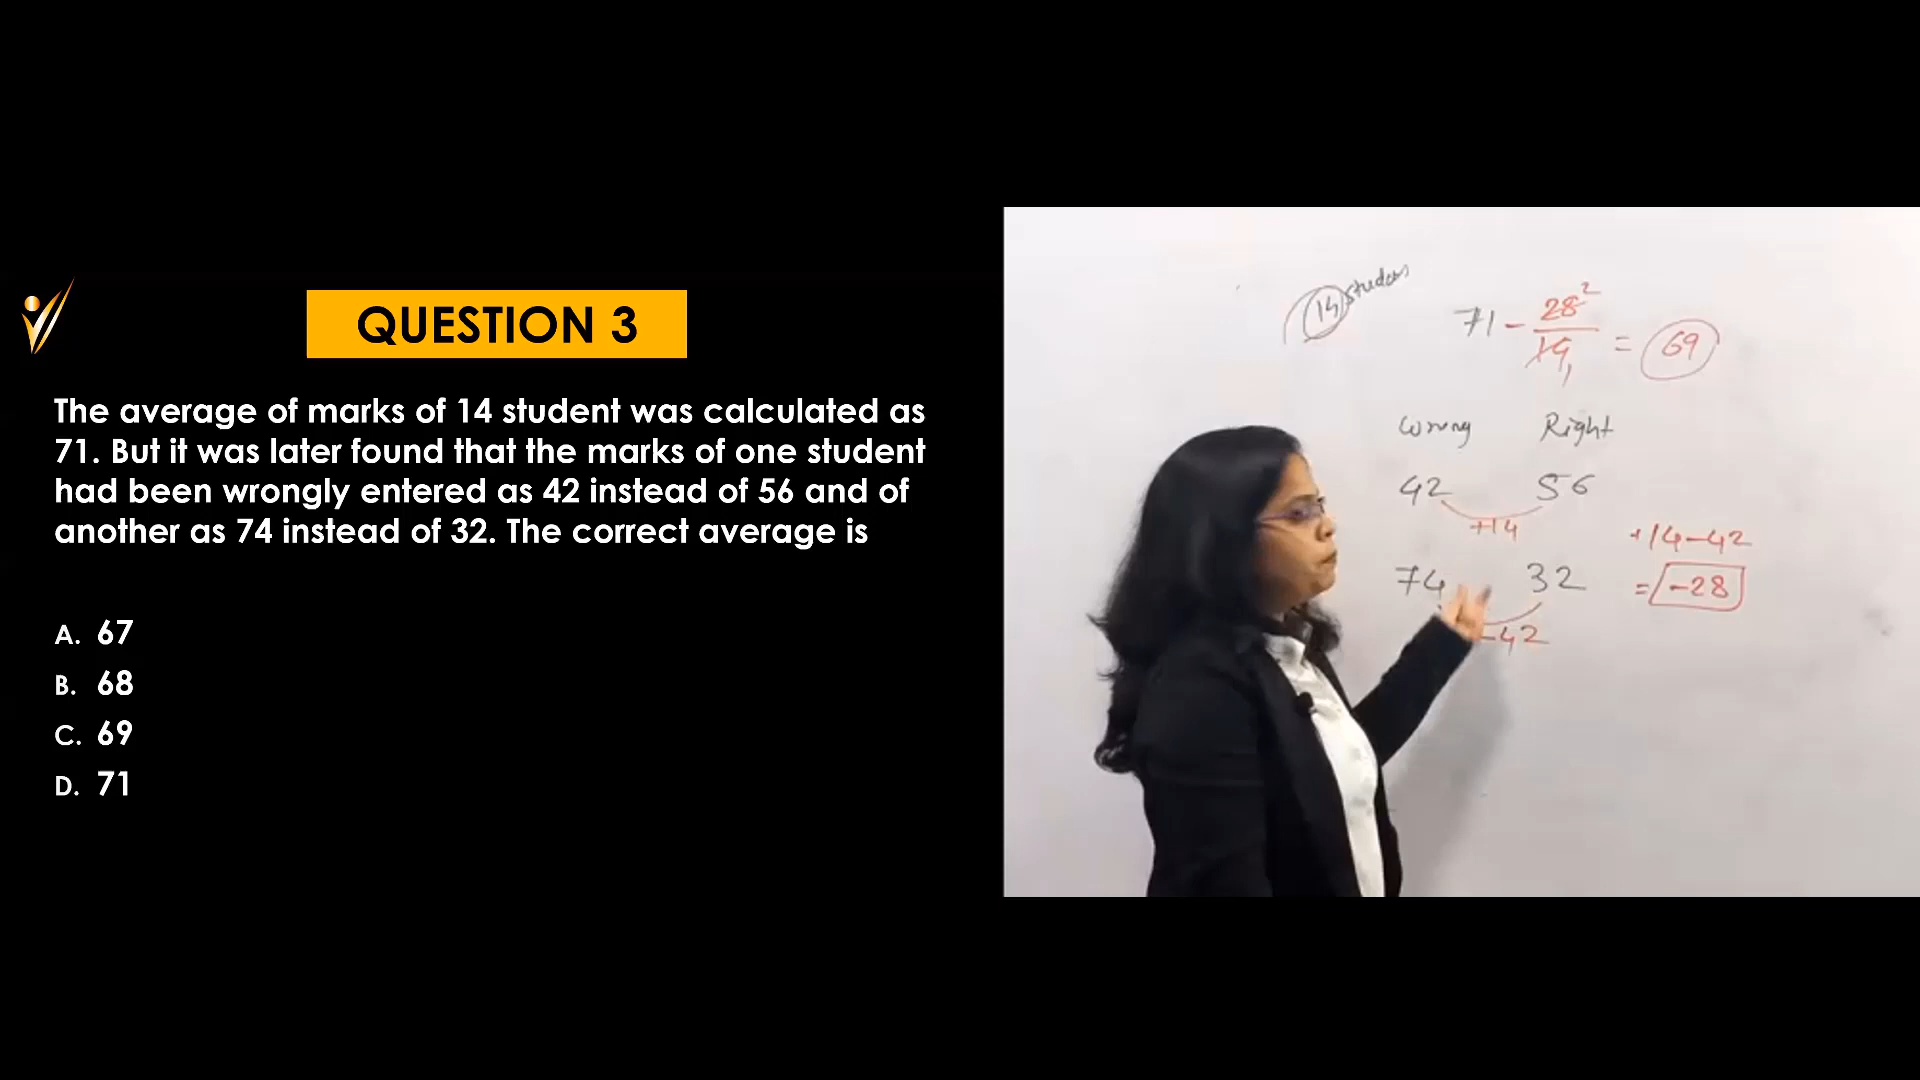 QUESTION 3
The average of marks of 14 student was calculated as
71. But it was later found that the marks of one student
had been wrongly entered as 42 instead of 56 and of
another as 74 instead of 32. The correct average is
A. 67
B. 68
C. 69
D. 71
14
71 - 28/14 = 69
2
1
Wrong Right
42 56
+14
74 32
-42
+14-42
= -28